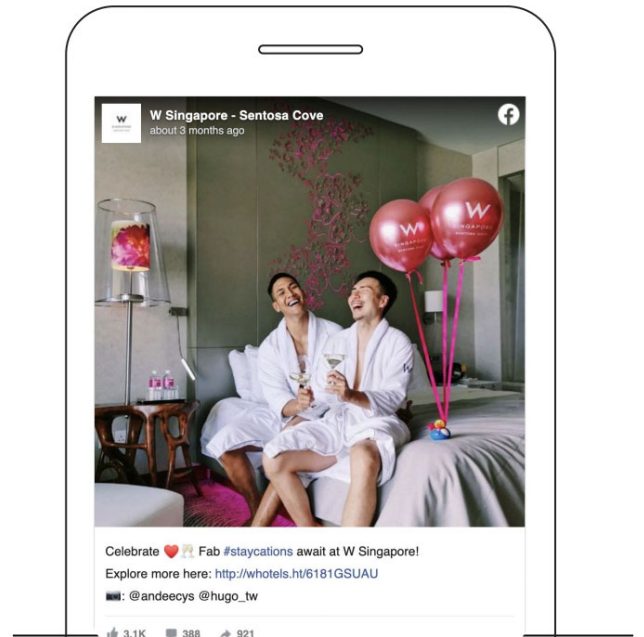 W Singapore - Sentosa Cove
about 3 months ago
W
SINGAPORE
W
SINGAPORE
W
SINGAPORE
W
Celebrate ❤️🥂 Fab #staycations await at W Singapore!
Explore more here: http://whotels.ht/6181GSUAU
📷: @andeecys @hugo_tw
3.1K 388 921